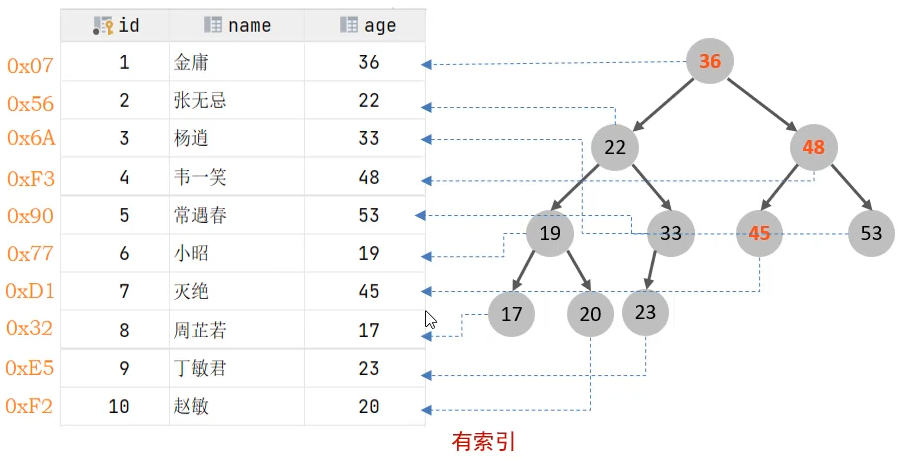 id name age
0x07 1 金庸 36
0x56 2 张无忌 22
0x6A 3 杨逍 33
0xF3 4 韦一笑 48
0x90 5 常遇春 53
0x77 6 小昭 19
0xD1 7 灭绝 45
0x32 8 周芷若 17
0xE5 9 丁敏君 23
0xF2 10 赵敏 20
36
22 48
19 33 45 53
17 20 23
有索引